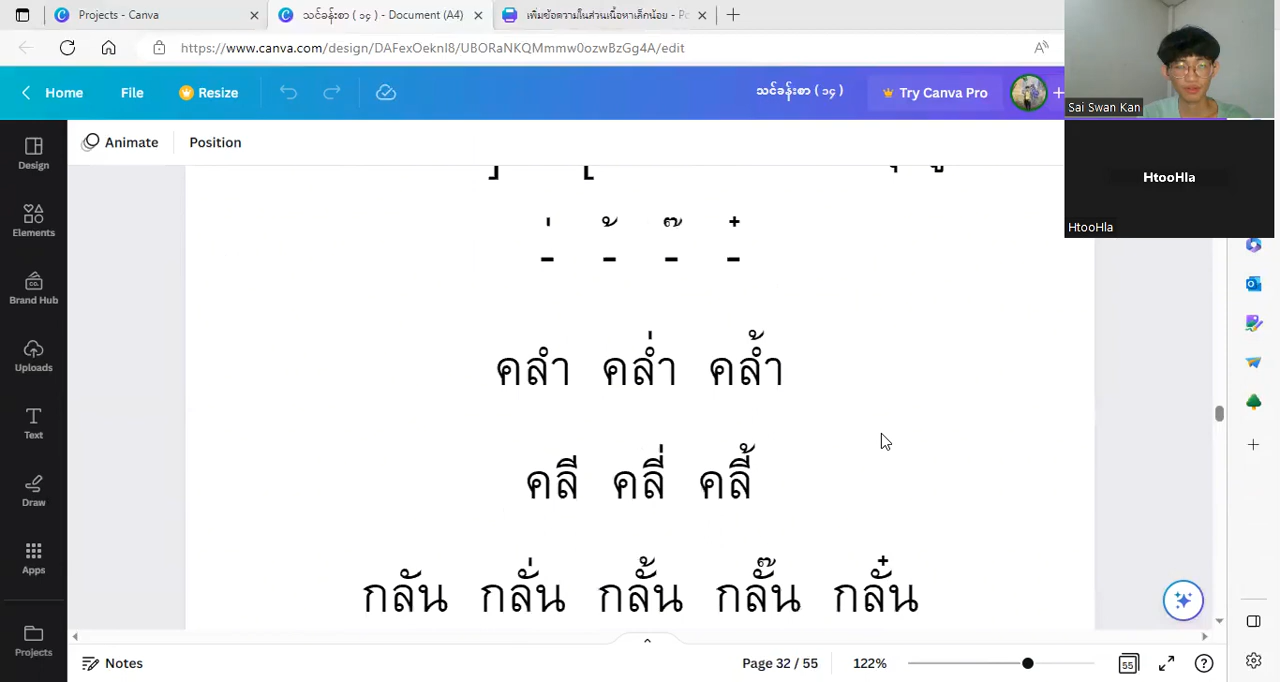 Projects - Canva
သင်ခန်းစာ (၁၄) - Document (A4)
เพิ่มข้อความในส่วนเนื้อหาเล็กน้อย - Po
https://www.canva.com/design/DAFexOeknI8/UBORaNKQMmmw0ozwBzGg4A/edit
Home
File
Resize
သင်ခန်းစာ (၁၄)
Try Canva Pro
Sai Swan Kan
HtooHla
HtooHla
Animate
Position
Design
Elements
Brand Hub
Uploads
Text
Draw
Apps
Projects
-่ -้ -๊ -๋
คลำ คล่ำ คล้ำ
คลี คลี่ คลี้
กลัน กลั่น กลั้น กลั๊น กลั๋น
Notes
Page 32 / 55
122%
55